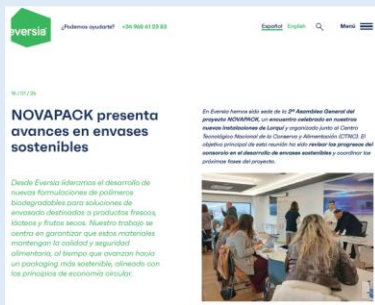 eversia
¿Podemos ayudarte? +34 968 41 03 83
Español English
Menú
NOVAPACK presenta
avances en envases
sostenibles
Desde Eversia lideramos el desarrollo de
nuevas formulaciones de polímeros
biodegradables para soluciones de
envasado destinadas a productos frescos,
lácteos y frutos secos. Nuestro trabajo se
centra en garantizar que estos materiales
mantengan la calidad y seguridad
alimentaria, al tiempo que avanzan hacia
un packaging más sostenible, alineado con
los principios de economía circular.
En Eversia hemos sido sede de la 2ª Asamblea General del
proyecto NOVAPACK, un encuentro celebrado en nuestras
nuevas instalaciones de Lorquí y organizado junto al Centro
Tecnológico Nacional de la Conserva y Alimentación (CTNC). El
objetivo principal de esta reunión ha sido revisar los progresos del
consorcio en el desarrollo de envases sostenibles y coordinar las
próximas fases del proyecto.